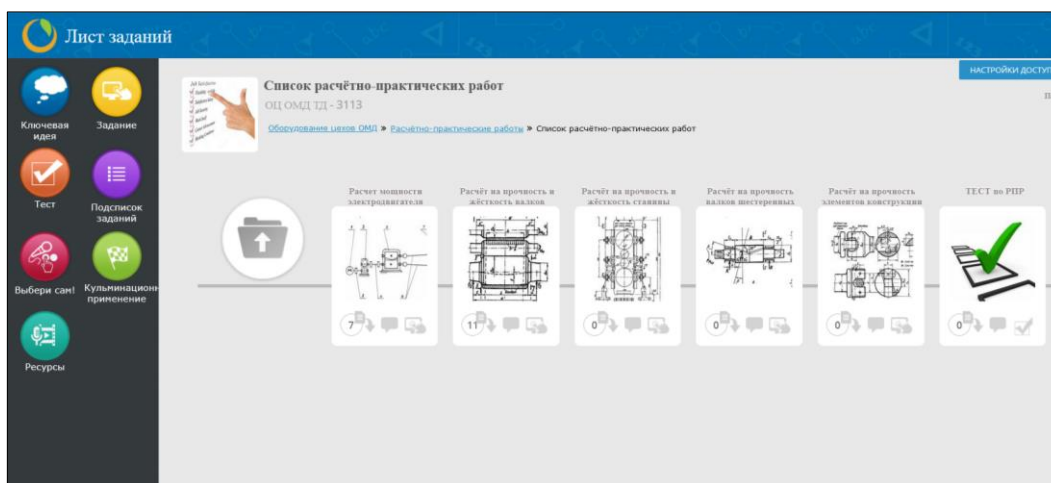 Лист заданий
НАСТРОЙКИ ДОСТУП
Список расчётно-практических работ
ОЦ ОМД ТД - 3113
Оборудование цехов ОМД » Расчётно-практические работы » Список расчётно-практических работ
Ключевая
идея
Задание
Тест
Подсписок
заданий
Выбери сам!
Кульминационн
применение
Ресурсы
Расчет мощности
электродвигателя
7
Расчёт на прочность и
жёсткость валков
11
Расчёт на прочность и
жёсткость станины
0
Расчёт на прочность
валков шестеренных
0
Расчёт на прочность
элементов конструкции
0
ТЕСТ по РПР
0